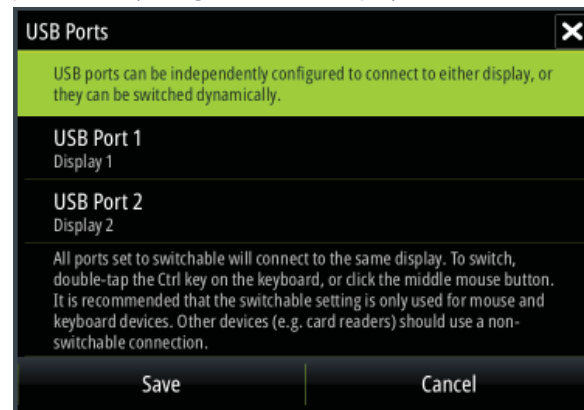 USB Ports
USB ports can be independently configured to connect to either display, or
they can be switched dynamically.
USB Port 1
Display 1
USB Port 2
Display 2
All ports set to switchable will connect to the same display. To switch,
double-tap the Ctrl key on the keyboard, or click the middle mouse button.
It is recommended that the switchable setting is only used for mouse and
keyboard devices. Other devices (e.g. card readers) should use a non-
switchable connection.
Save Cancel